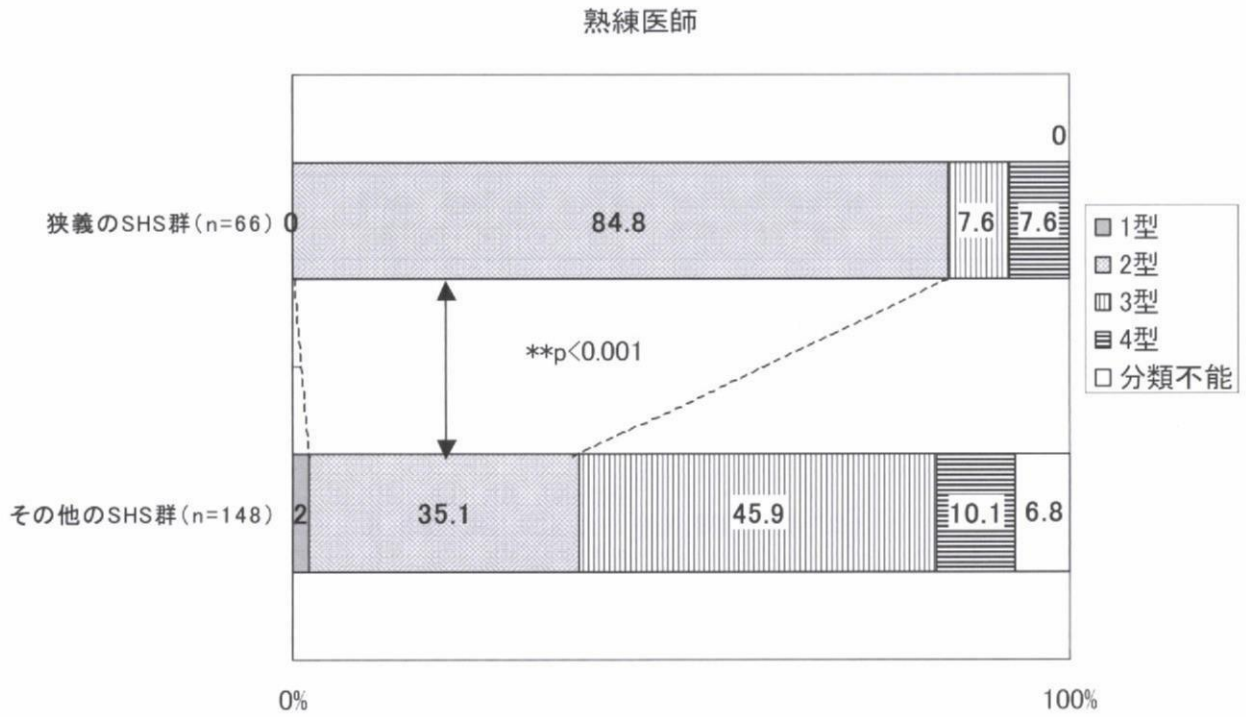 熟練医師
0
狭義のSHS群(n=66) 0 84.8 7.6 7.6
1型
2型
3型
4型
分類不能
**p<0.001
その他のSHS群(n=148) 2 35.1 45.9 10.1 6.8
0% 100%